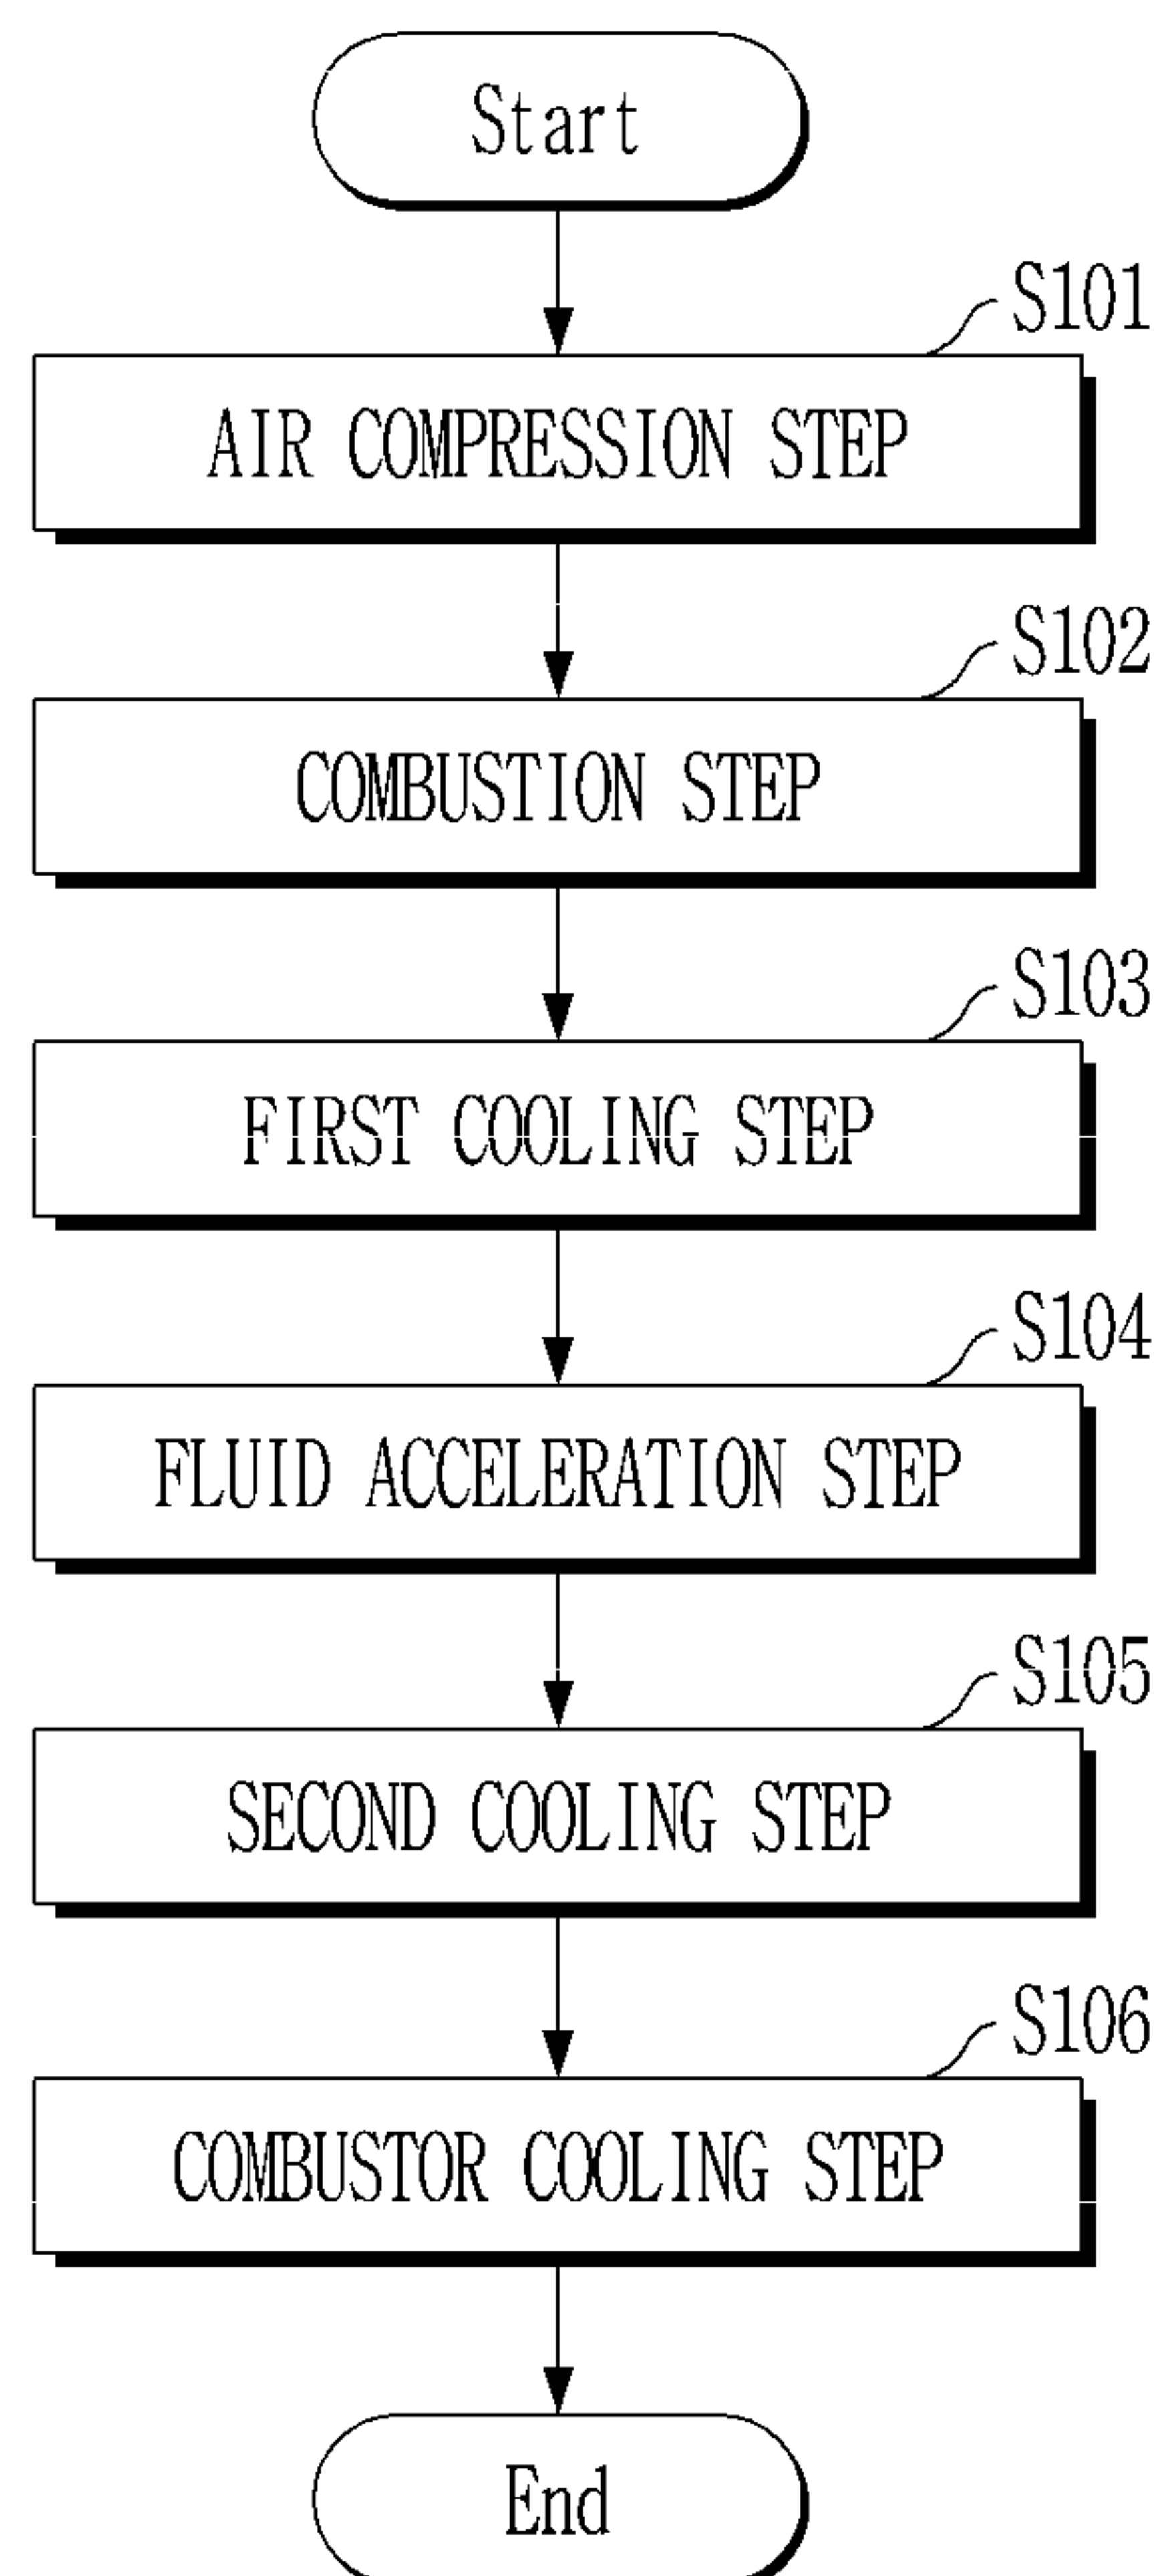 Start
S101
AIR COMPRESSION STEP
S102
COMBUSTION STEP
S103
FIRST COOLING STEP
S104
FLUID ACCELERATION STEP
S105
SECOND COOLING STEP
S106
COMBUSTOR COOLING STEP
End